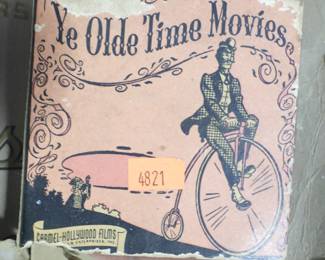 Ye Olde Time Movies
4821
CARMEL-HOLLYWOOD FILMS